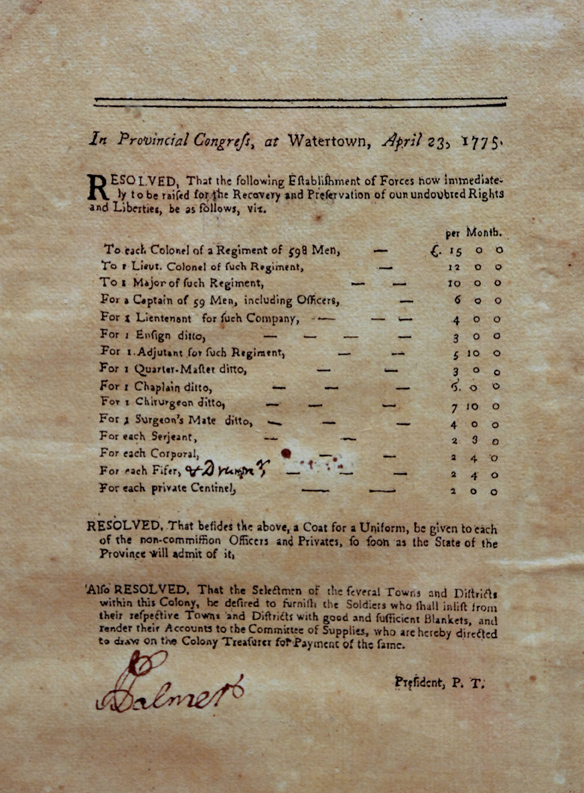 In Provincial Congreſs, at Watertown, April 23, 1775.
RESOLVED, That the following Eſtabliſhment of Forces now immediate-
ly to be raiſed for the Recovery and Preſervation of our undoubted Rights
and Liberties, be as follows, viz.
per Month.
To each Colonel of a Regiment of 598 Men, — £. 15 0 0
To 1 Lieut. Colonel of ſuch Regiment, — 12 0 0
To 1 Major of ſuch Regiment, — — 10 0 0
For a Captain of 59 Men, including Officers, — 6 0 0
For 1 Lieutenant for ſuch Company, — — — 4 0 0
For 1 Enſign ditto, — — — — 3 0 0
For 1 Adjutant for ſuch Regiment, — — 5 10 0
For 1 Quarter-Maſter ditto, — — 3 0 0
For 1 Chaplain ditto, — — — 6 0 0
For 1 Chirurgeon ditto, — — — 7 10 0
For 2 Surgeon's Mate ditto, — — — 4 0 0
For each Serjeant, — — 2 8 0
For each Corporal, — — 2 4 0
For each Fifer, & Drumr — — 2 4 0
For each private Centinel, — — 2 0 0
RESOLVED, That beſides the above, a Coat for a Uniform, be given to each
of the non-commiſſion Officers and Privates, ſo ſoon as the State of the
Province will admit of it,
Alſo RESOLVED, That the Selectmen of the ſeveral Towns and Diſtricts
within this Colony, be deſired to furniſh the Soldiers who ſhall inliſt from
their reſpective Towns and Diſtricts with good and ſufficient Blankets, and
render their Accounts to the Committee of Supplies, who are hereby directed
to draw on the Colony Treaſurer for Payment of the ſame.
J Palmer
Preſident, P. T.